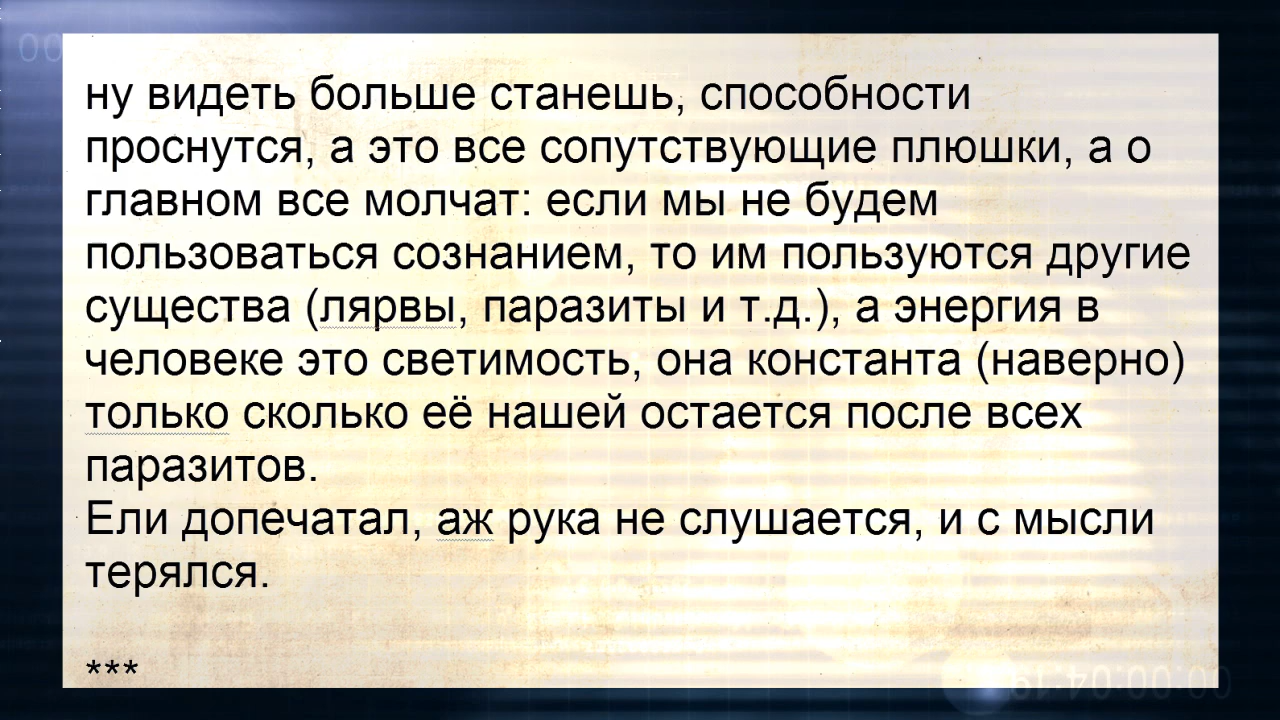 ну видеть больше станешь, способности
проснутся, а это все сопутствующие плюшки, а о
главном все молчат: если мы не будем
пользоваться сознанием, то им пользуются другие
существа (лярвы, паразиты и т.д.), а энергия в
человеке это светимость, она константа (наверно)
только сколько её нашей остается после всех
паразитов.
Ели допечатал, аж рука не слушается, и с мысли
терялся.
***